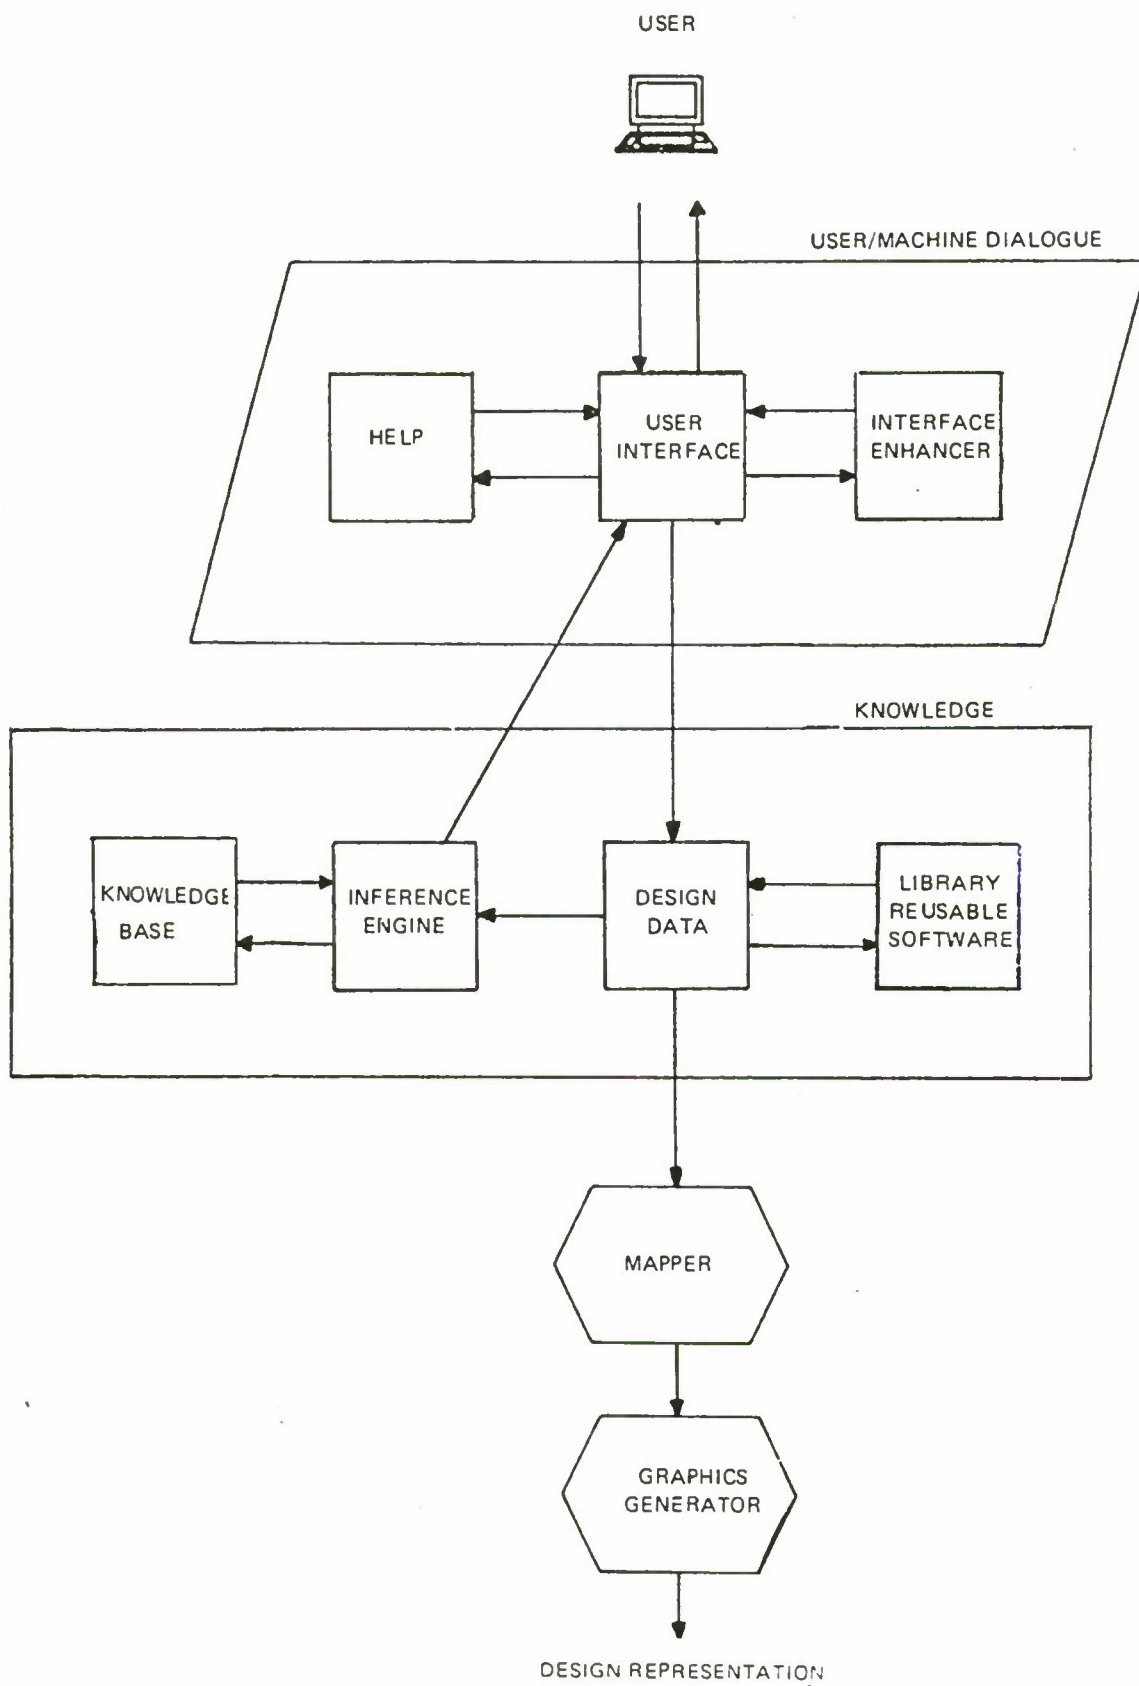 USER
USER/MACHINE DIALOGUE
HELP
USER
INTERFACE
INTERFACE
ENHANCER
KNOWLEDGE
KNOWLEDGE
BASE
INFERENCE
ENGINE
DESIGN
DATA
LIBRARY
REUSABLE
SOFTWARE
MAPPER
GRAPHICS
GENERATOR
DESIGN REPRESENTATION